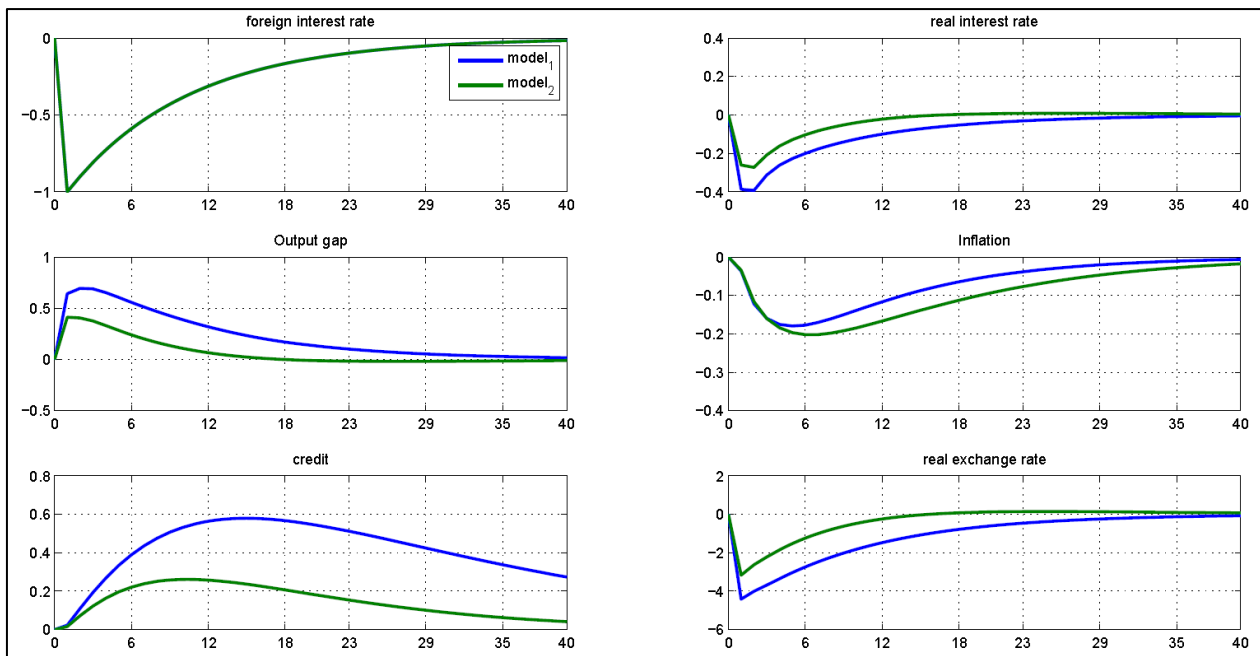 foreign interest rate
0
−0.5
−1
0 6 12 18 23 29 35 40
model1
model2
real interest rate
0.4
0.2
0
−0.2
−0.4
0 6 12 18 23 29 35 40
Output gap
1
0.5
0
−0.5
0 6 12 18 23 29 35 40
Inflation
0
−0.1
−0.2
−0.3
−0.4
0 6 12 18 23 29 35 40
credit
0.8
0.6
0.4
0.2
0
0 6 12 18 23 29 35 40
real exchange rate
2
0
−2
−4
−6
0 6 12 18 23 29 35 40